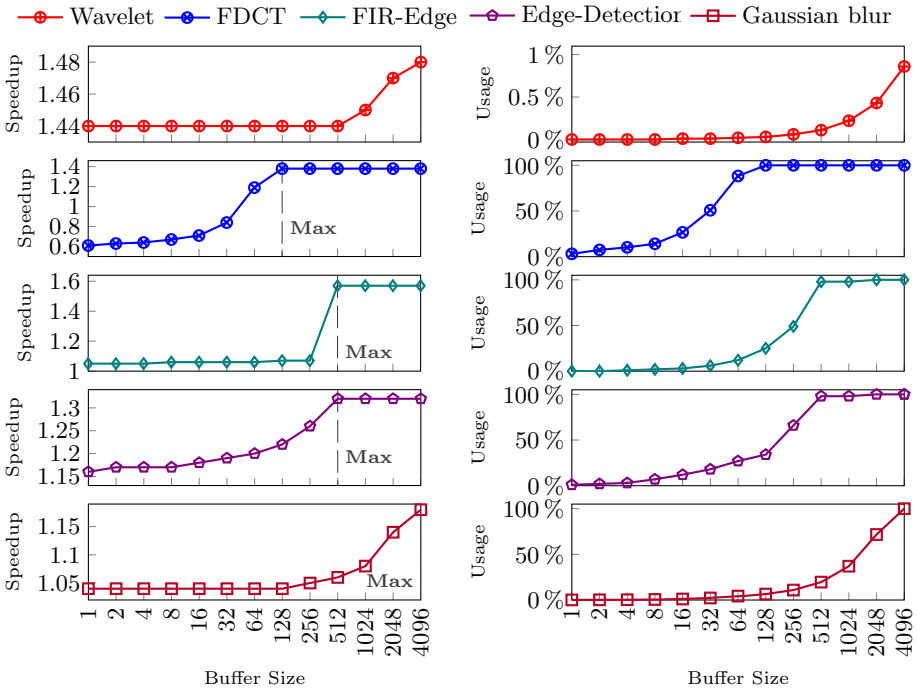 Wavelet FDCT FIR-Edge Edge-Detection Gaussian blur
Speedup 1.48 1.46 1.44
Usage 1 % 0.5 % 0 %
Speedup 1.4 1.2 1 0.8 0.6 Max
Usage 100 % 50 % 0 %
Speedup 1.6 1.4 1.2 1 Max
Usage 100 % 50 % 0 %
Speedup 1.3 1.25 1.2 1.15 Max
Usage 100 % 50 % 0 %
Speedup 1.15 1.1 1.05 Max
Usage 100 % 50 % 0 %
1 2 4 8 16 32 64 128 256 512 1024 2048 4096
1 2 4 8 16 32 64 128 256 512 1024 2048 4096
Buffer Size
Buffer Size